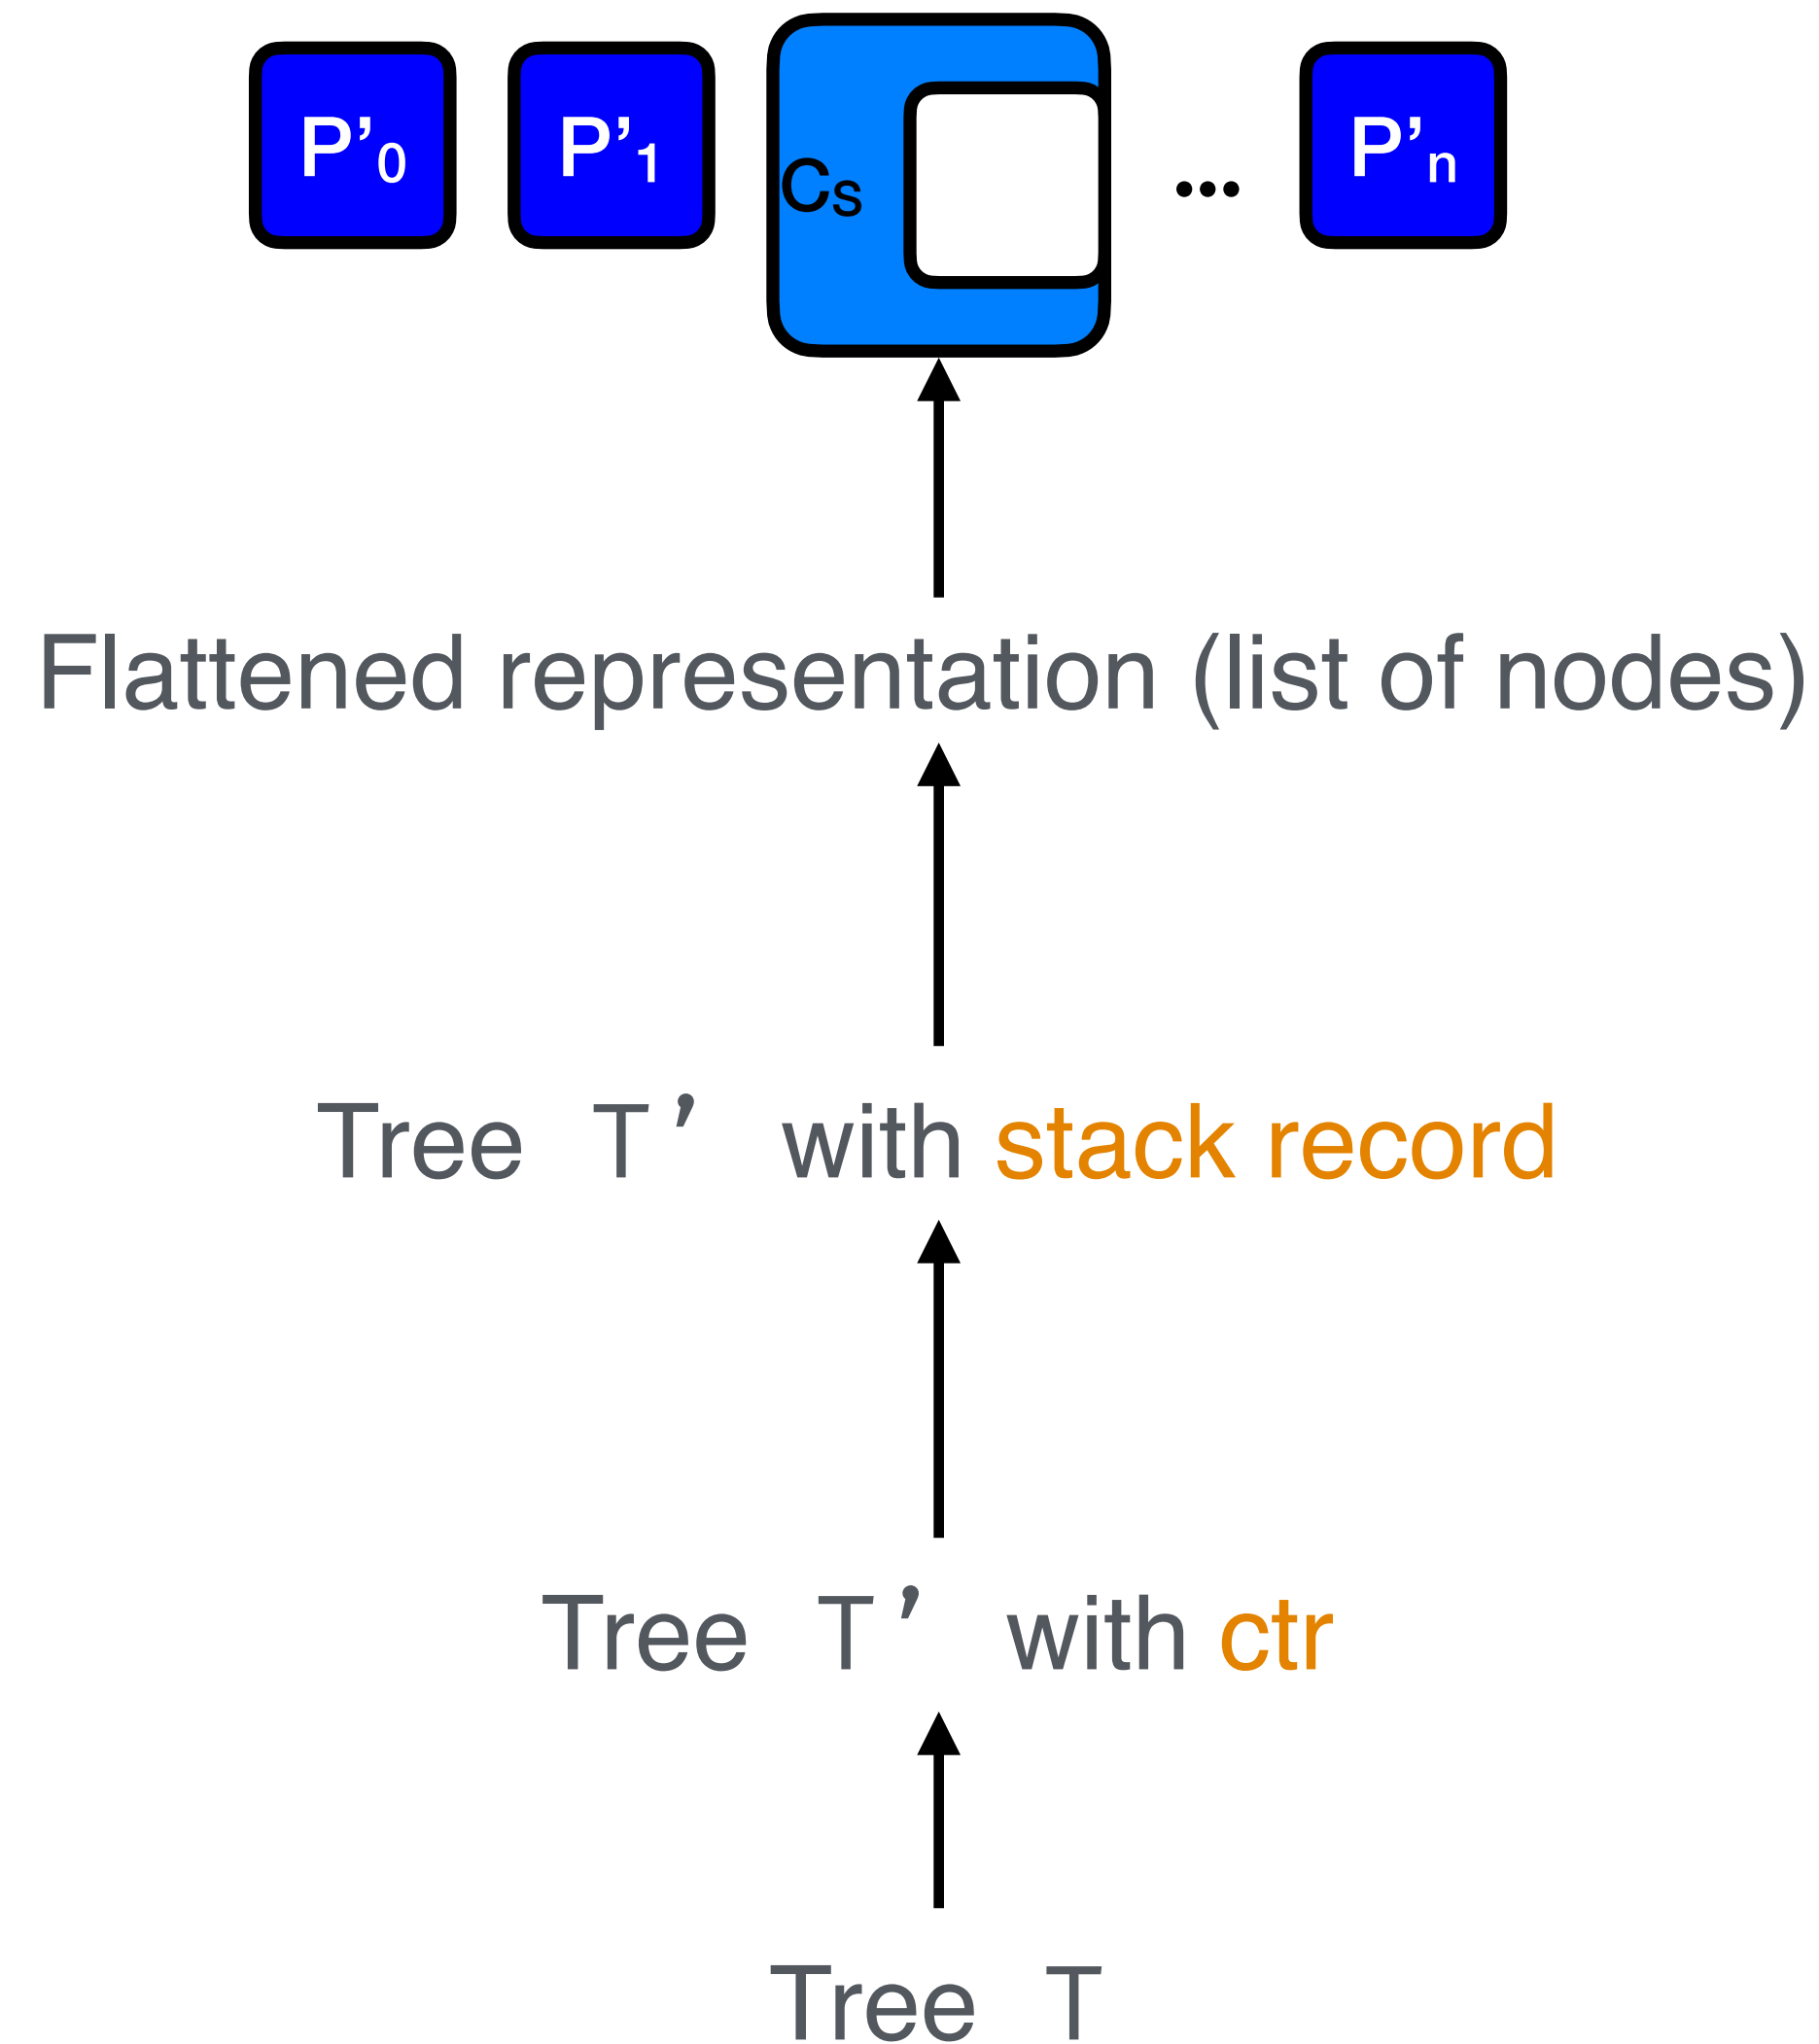 P’0 P’1 Cs ... P’n
Flattened representation (list of nodes)
Tree T’ with stack record
Tree T’ with ctr
Tree T